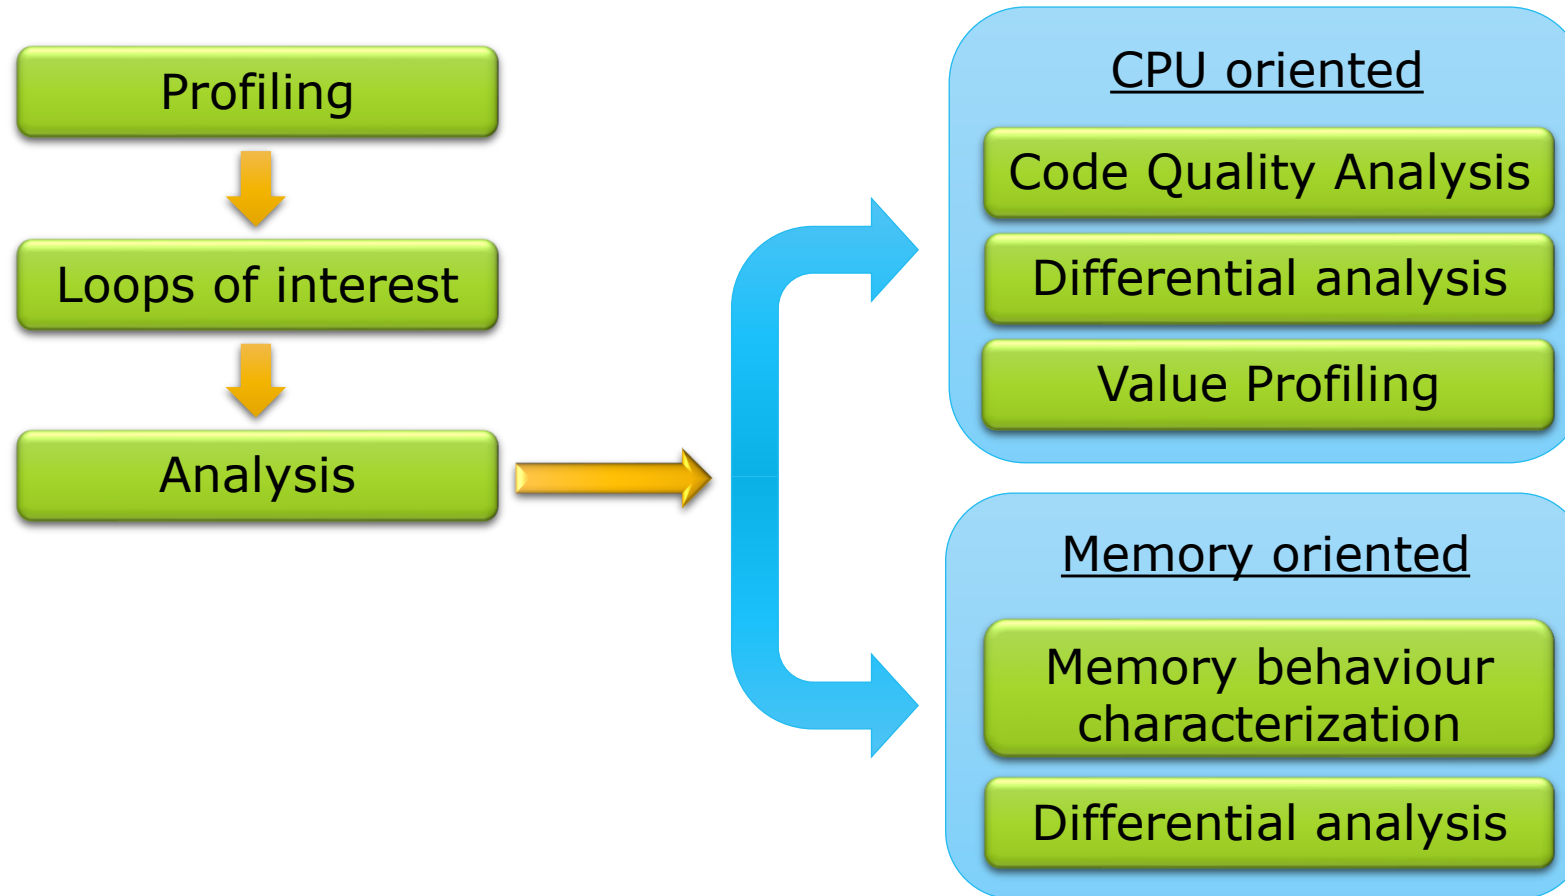 Profiling
Loops of interest
Analysis
CPU oriented
Code Quality Analysis
Differential analysis
Value Profiling
Memory oriented
Memory behaviour
characterization
Differential analysis